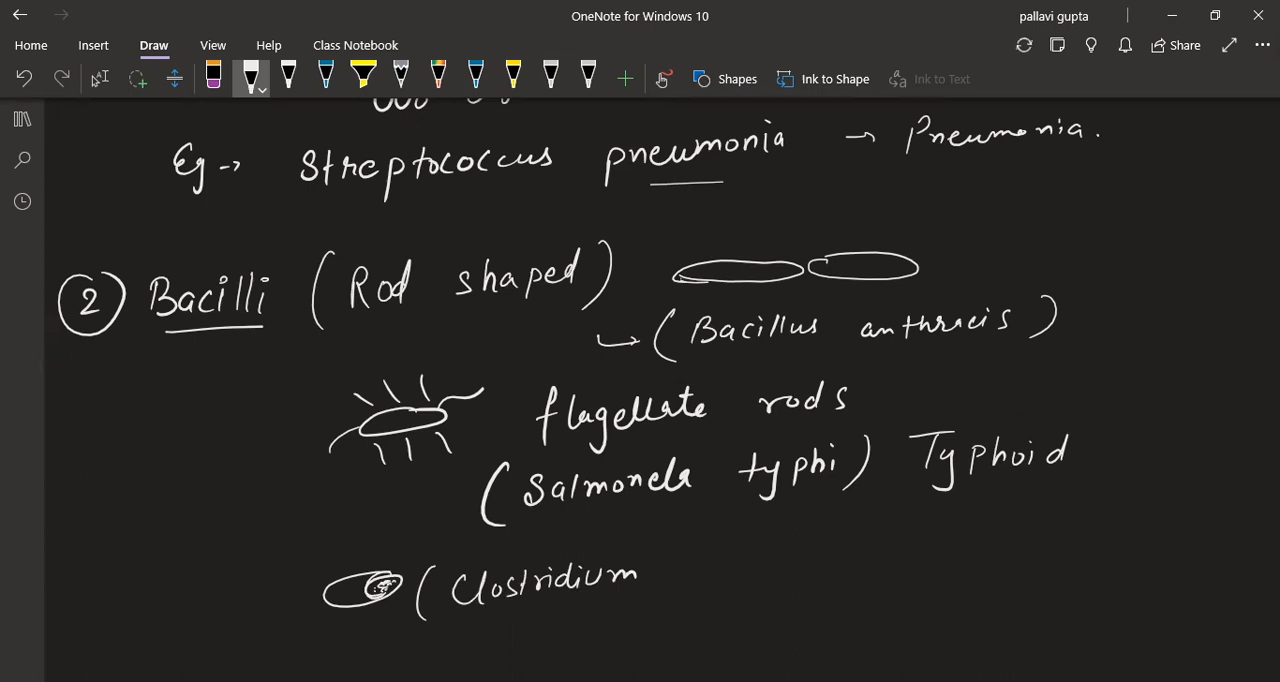 OneNote for Windows 10
pallavi gupta
Home Insert Draw View Help Class Notebook
Share
Shapes Ink to Shape Ink to Text
Eg → Streptococcus pneumonia → Pneumonia.
2 Bacilli (Rod shaped)
(Bacillus anthracis)
flagellate rods
(Salmonela typhi) Typhoid
(Clostridium